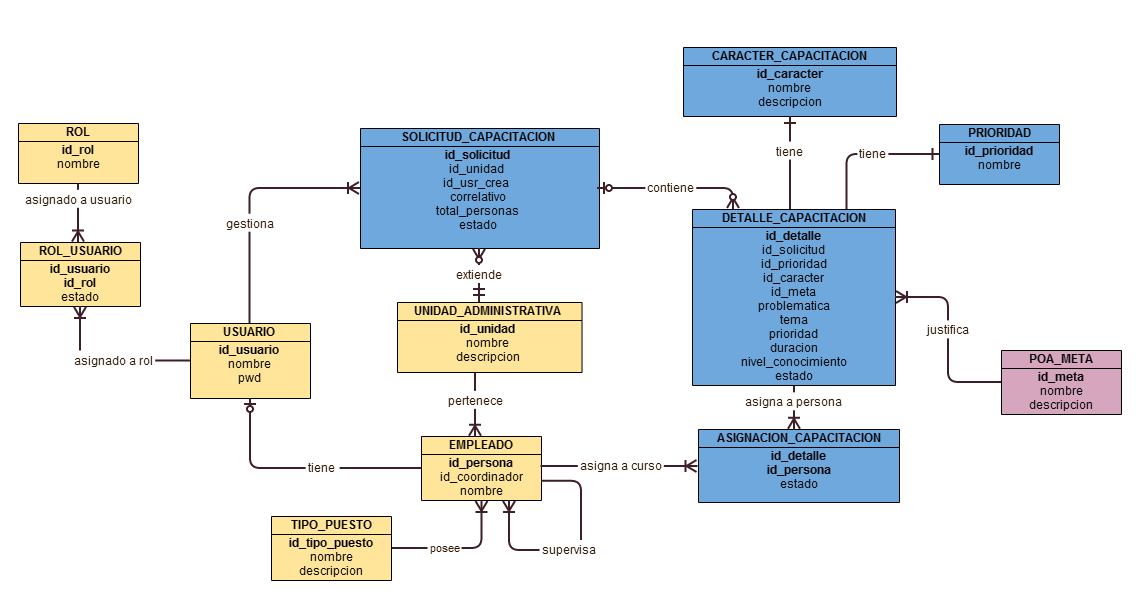 CARACTER_CAPACITACION
id_caracter
nombre
descripcion
ROL
id_rol
nombre
asignado a usuario
ROL_USUARIO
id_usuario
id_rol
estado
asignado a rol
SOLICITUD_CAPACITACION
id_solicitud
id_unidad
id_usr_crea
correlativo
total_personas
estado
gestiona
contiene
tiene
tiene
PRIORIDAD
id_prioridad
nombre
DETALLE_CAPACITACION
id_detalle
id_solicitud
id_prioridad
id_caracter
id_meta
problematica
tema
prioridad
duracion
nivel_conocimiento
estado
extiende
UNIDAD_ADMINISTRATIVA
id_unidad
nombre
descripcion
USUARIO
id_usuario
nombre
pwd
justifica
POA_META
id_meta
nombre
descripcion
pertenece
asigna a persona
EMPLEADO
id_persona
id_coordinador
nombre
tiene
asigna a curso
ASIGNACION_CAPACITACION
id_detalle
id_persona
estado
TIPO_PUESTO
id_tipo_puesto
nombre
descripcion
posee
supervisa